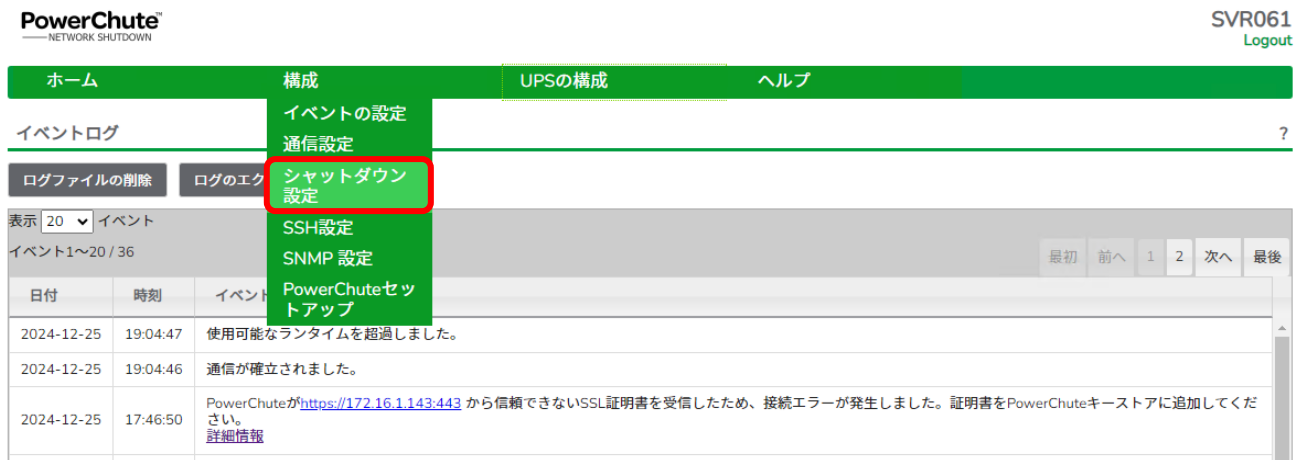 PowerChute™
NETWORK SHUTDOWN
SVR061
Logout
ホーム
構成
UPSの構成
ヘルプ
イベントの設定
通信設定
シャットダウン
設定
SSH設定
SNMP 設定
PowerChuteセッ
トアップ
イベントログ
?
ログファイルの削除
ログのエク
表示 20 イベント
イベント1～20 / 36
最初 前へ 1 2 次へ 最後
日付 時刻 イベント
2024-12-25 19:04:47 使用可能なランタイムを超過しました。
2024-12-25 19:04:46 通信が確立されました。
2024-12-25 17:46:50 PowerChuteがhttps://172.16.1.143:443 から信頼できないSSL証明書を受信したため、接続エラーが発生しました。証明書をPowerChuteキーストアに追加してくだ
さい。
詳細情報